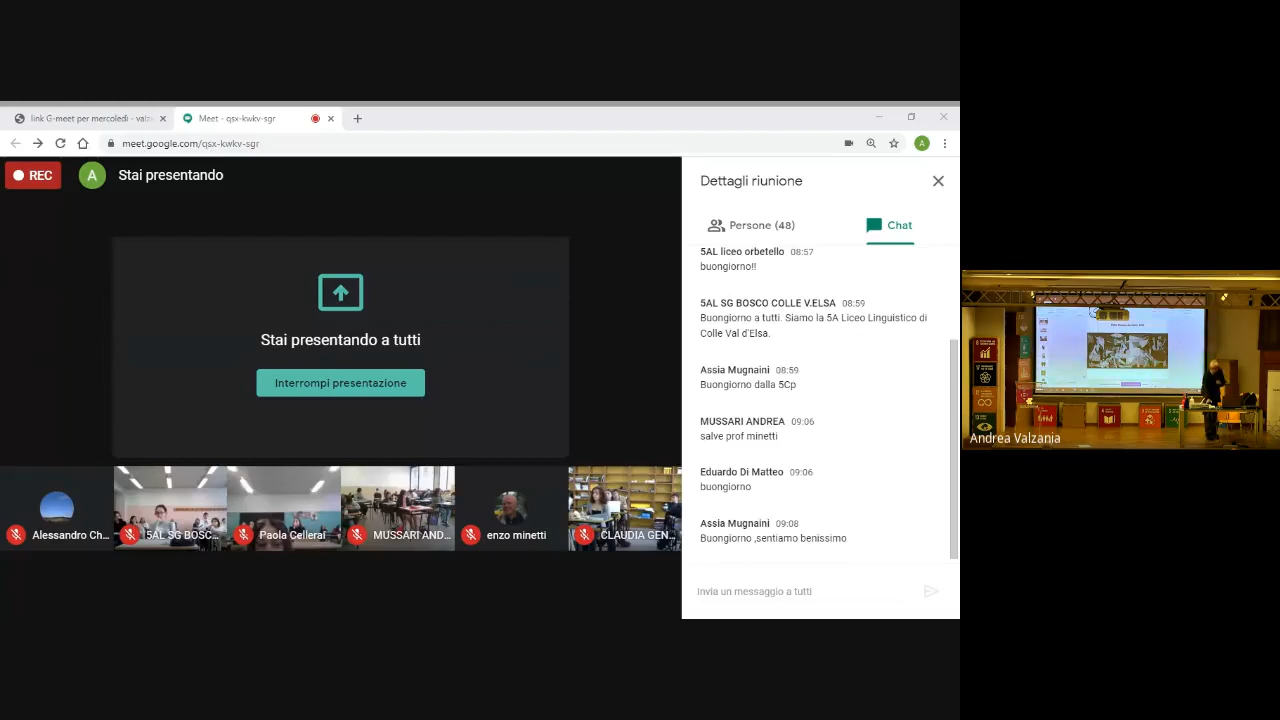 link G-meet per mercoledì - valz
Meet - qsx-kwkv-sgr
meet.google.com/qsx-kwkv-sgr
A
REC
A
Stai presentando
Stai presentando a tutti
Interrompi presentazione
Alessandro Ch...
5AL SG BOSC...
Paola Cellerai
MUSSARI AND...
enzo minetti
CLAUDIA GEN...
Dettagli riunione
Persone (48)
Chat
5AL liceo orbetello 08:57
buongiorno!!
5AL SG BOSCO COLLE V.ELSA 08:59
Buongiorno a tutti. Siamo la 5A Liceo Linguistico di
Colle Val d'Elsa.
Assia Mugnaini 08:59
Buongiorno dalla 5Cp
MUSSARI ANDREA 09:06
salve prof minetti
Eduardo Di Matteo 09:06
buongiorno
Assia Mugnaini 09:08
Buongiorno ,sentiamo benissimo
Invia un messaggio a tutti
Andrea Valzania